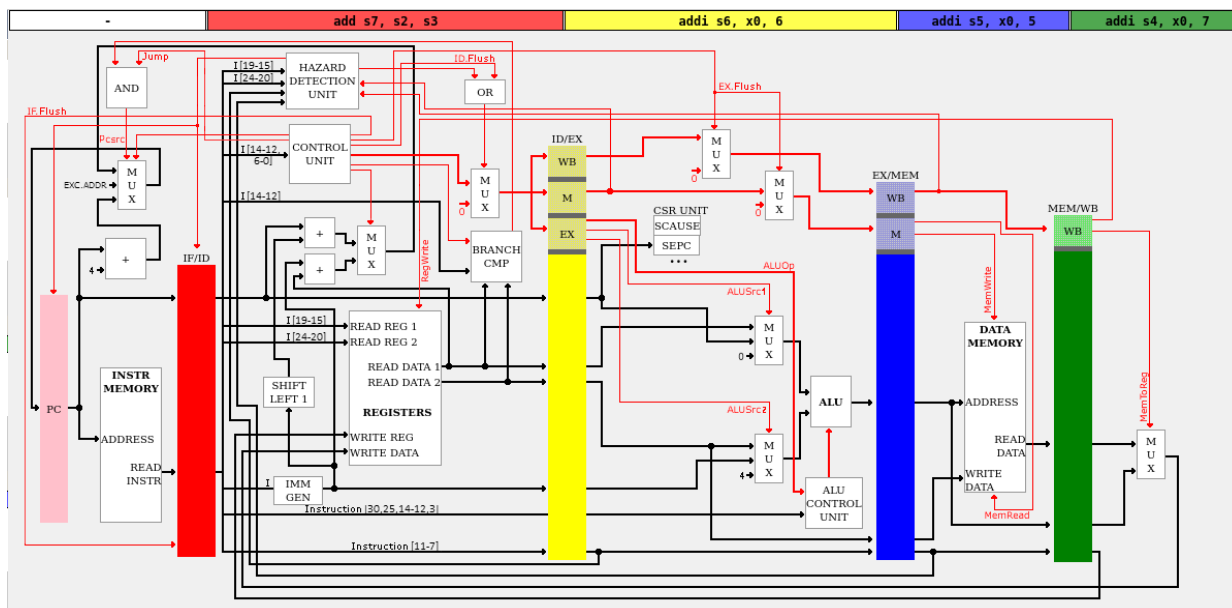 -
add s7, s2, s3
addi s6, x0, 6
addi s5, x0, 5
addi s4, x0, 7
Jump
I [19-15]
I [24-20]
HAZARD
DETECTION
UNIT
ID.Flush
AND
OR
EX.Flush
IF.Flush
Pcsrc
I [14-12,
6-0]
CONTROL
UNIT
ID/EX
M
U
X
WB
M
U
X
EXC.ADDR
M
U
X
0
M
U
X
0
EX/MEM
I [14-12]
0
M
WB
MEM/WB
CSR UNIT
SCAUSE
SEPC
...
+
M
U
X
BRANCH
CMP
EX
M
WB
4
+
+
IF/ID
RegWrite
ALUOp
ALUSrc1
MemWrite
PC
INSTR
MEMORY
ADDRESS
READ
INSTR
I [19-15]
I [24-20]
READ REG 1
READ REG 2
READ DATA 1
READ DATA 2
REGISTERS
WRITE REG
WRITE DATA
SHIFT
LEFT 1
M
U
X
0
ALU
DATA
MEMORY
ADDRESS
READ
DATA
WRITE
DATA
MemToReg
ALUSrc2
M
U
X
4
M
U
X
I
IMM
GEN
ALU
CONTROL
UNIT
Instruction [30,25,14-12,3]
MemRead
Instruction [11-7]